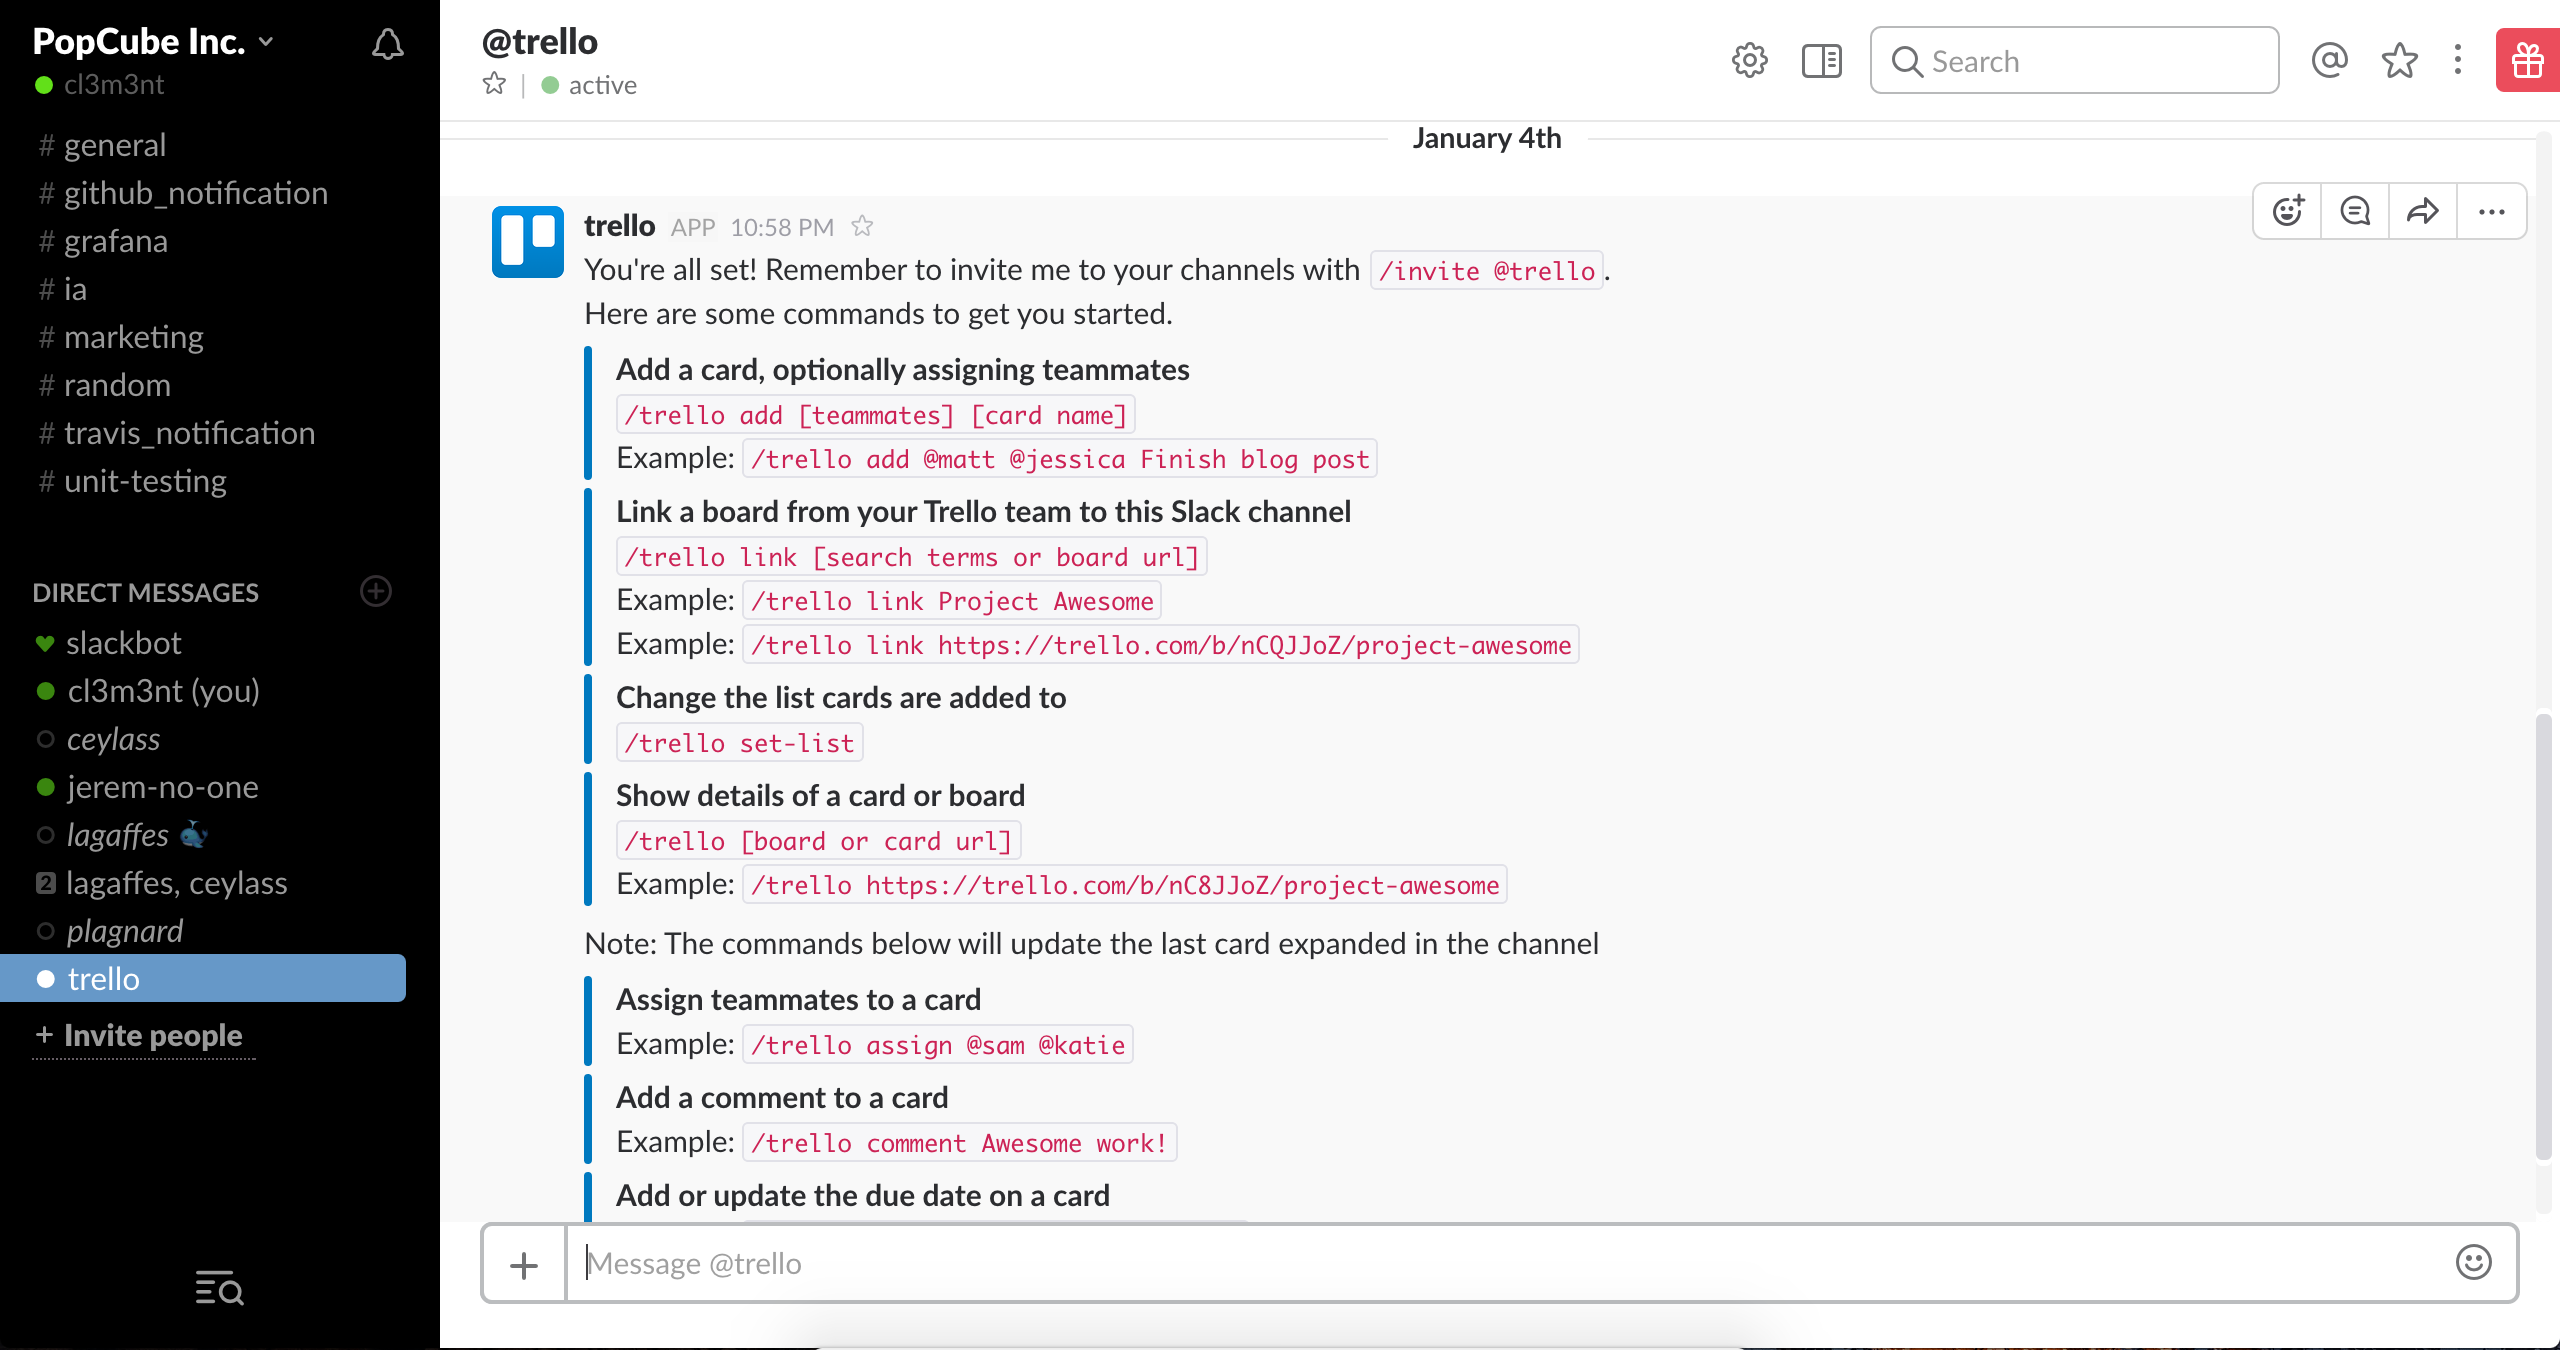 PopCube Inc.
cl3m3nt
# general
# github_notification
# grafana
# ia
# marketing
# random
# travis_notification
# unit-testing
DIRECT MESSAGES
slackbot
cl3m3nt (you)
ceylass
jerem-no-one
lagaffes 🐳
2 lagaffes, ceylass
plagnard
trello
+ Invite people
@trello
active
Search
January 4th
trello APP 10:58 PM
You're all set! Remember to invite me to your channels with /invite @trello.
Here are some commands to get you started.
Add a card, optionally assigning teammates
/trello add [teammates] [card name]
Example: /trello add @matt @jessica Finish blog post
Link a board from your Trello team to this Slack channel
/trello link [search terms or board url]
Example: /trello link Project Awesome
Example: /trello link https://trello.com/b/nCQJJoZ/project-awesome
Change the list cards are added to
/trello set-list
Show details of a card or board
/trello [board or card url]
Example: /trello https://trello.com/b/nC8JJoZ/project-awesome
Note: The commands below will update the last card expanded in the channel
Assign teammates to a card
Example: /trello assign @sam @katie
Add a comment to a card
Example: /trello comment Awesome work!
Add or update the due date on a card
Message @trello